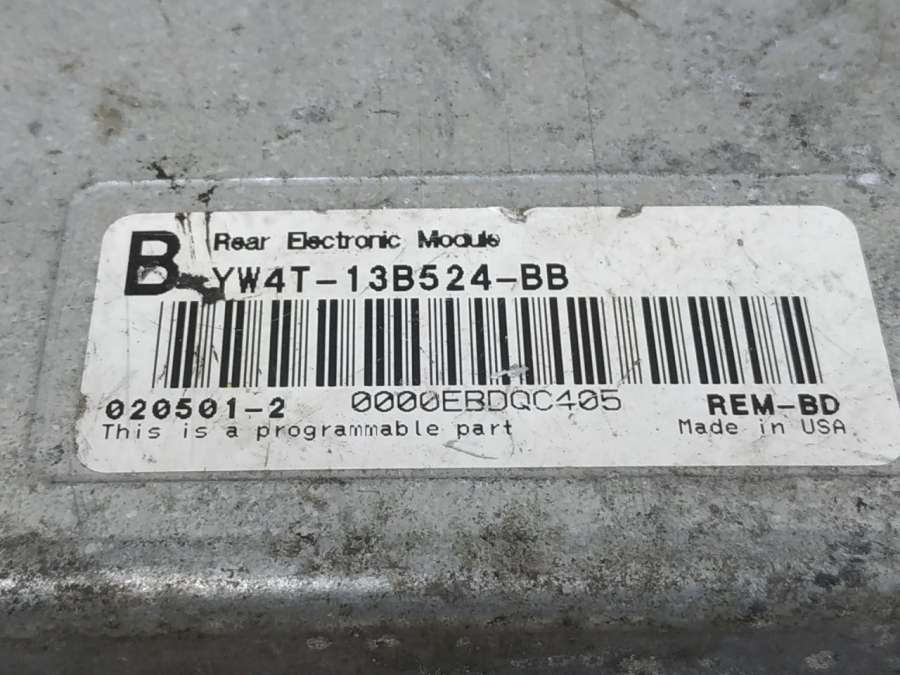 B Rear Electronic Module
YW4T-13B524-BB
020501-2 0000EBDQC405 REM-BD
This is a programmable part Made in USA